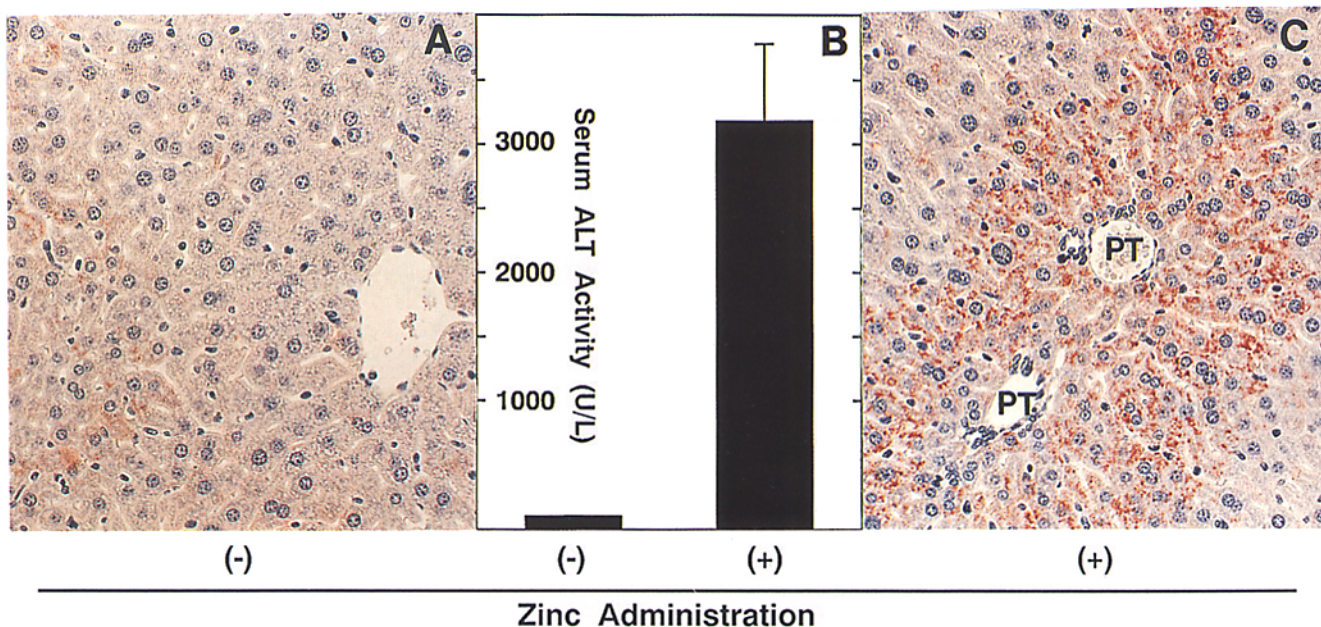 A
B
C
3000
2000
1000
Serum ALT Activity (U/L)
PT
PT
(-)
(-)
(+)
(+)
Zinc Administration